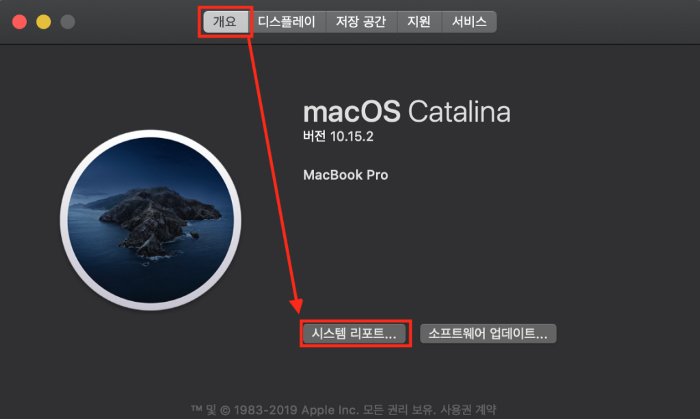 개요 디스플레이 저장 공간 지원 서비스
macOS Catalina
버전 10.15.2
MacBook Pro
시스템 리포트... 소프트웨어 업데이트...
™ 및 © 1983-2019 Apple Inc. 모든 권리 보유. 사용권 계약